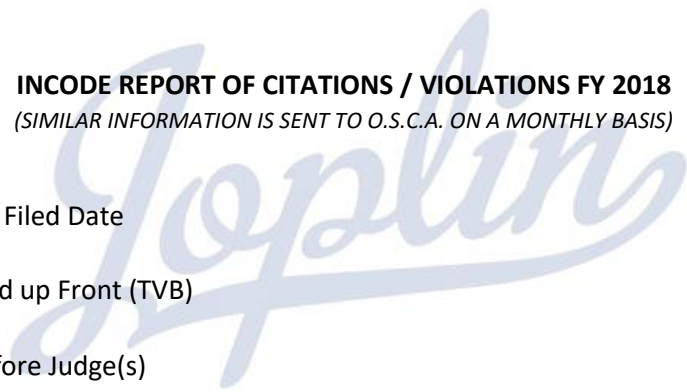 INCODE REPORT OF CITATIONS / VIOLATIONS FY 2018
(SIMILAR INFORMATION IS SENT TO O.S.C.A. ON A MONTHLY BASIS)
Joplin
Filed Date
d up Front (TVB)
fore Judge(s)